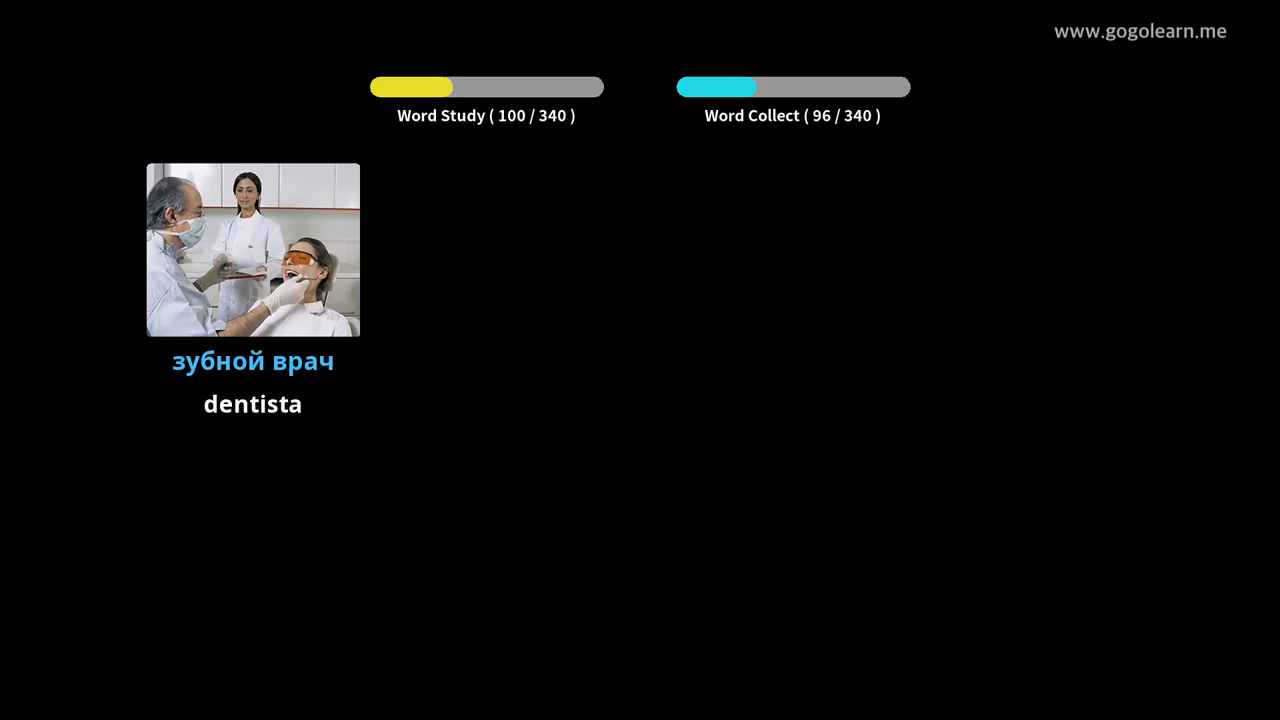 www.gogolearn.me
Word Study ( 100 / 340 )
Word Collect ( 96 / 340 )
зубной врач
dentista